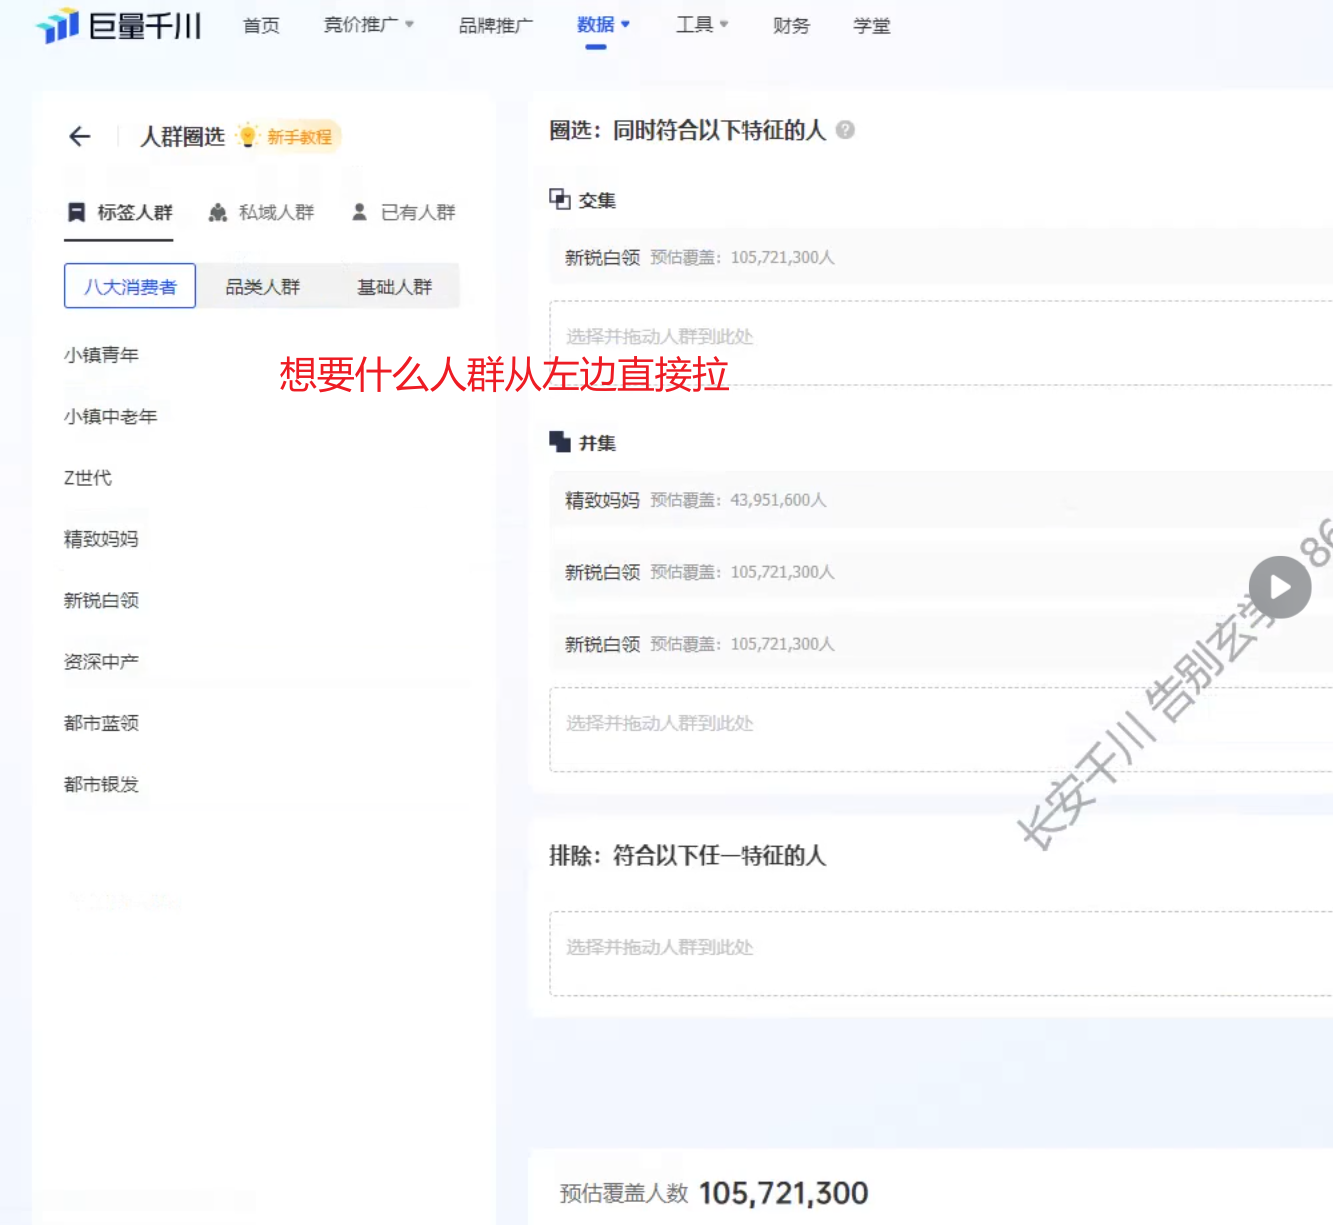 巨量千川 首页 竞价推广 品牌推广 数据 工具 财务 学堂
人群圈选 新手教程
标签人群 私域人群 已有人群
八大消费者 品类人群 基础人群
小镇青年
小镇中老年
Z世代
精致妈妈
新锐白领
资深中产
都市蓝领
都市银发
想要什么人群从左边直接拉
圈选：同时符合以下特征的人
交集
新锐白领 预估覆盖：105,721,300人
选择并拖动人群到此处
并集
精致妈妈 预估覆盖：43,951,600人
新锐白领 预估覆盖：105,721,300人
新锐白领 预估覆盖：105,721,300人
选择并拖动人群到此处
排除：符合以下任一特征的人
选择并拖动人群到此处
预估覆盖人数 105,721,300
长安千川 告别玄学 86